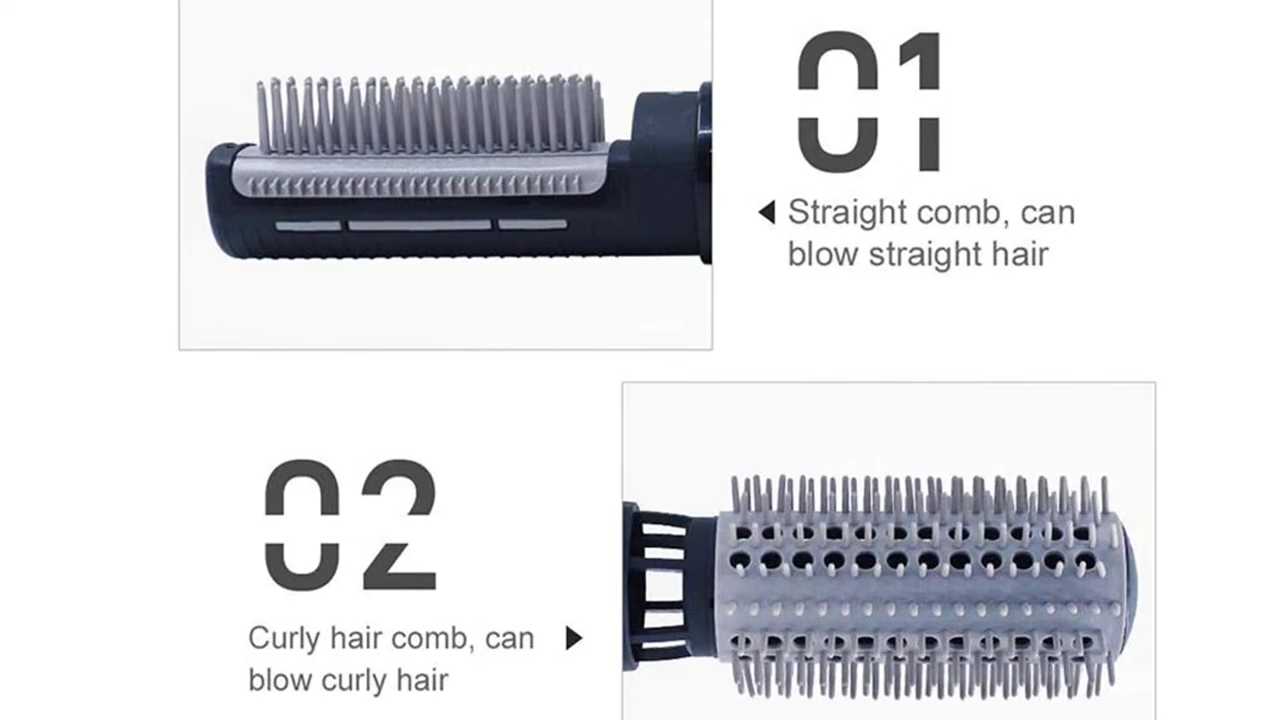 01
Straight comb, can
blow straight hair
02
Curly hair comb, can
blow curly hair